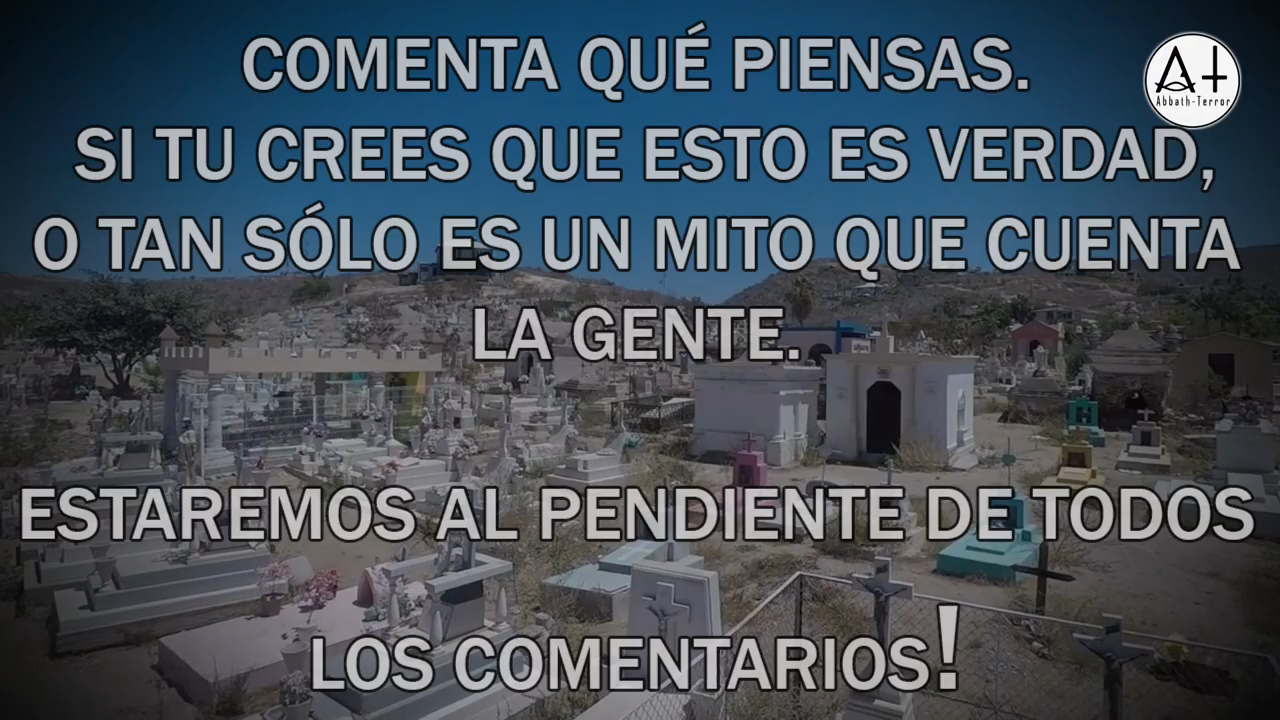 COMENTA QUÉ PIENSAS.
SI TU CREES QUE ESTO ES VERDAD,
O TAN SÓLO ES UN MITO QUE CUENTA
LA GENTE.
ESTAREMOS AL PENDIENTE DE TODOS
LOS COMENTARIOS!
A
Abbath-Terror